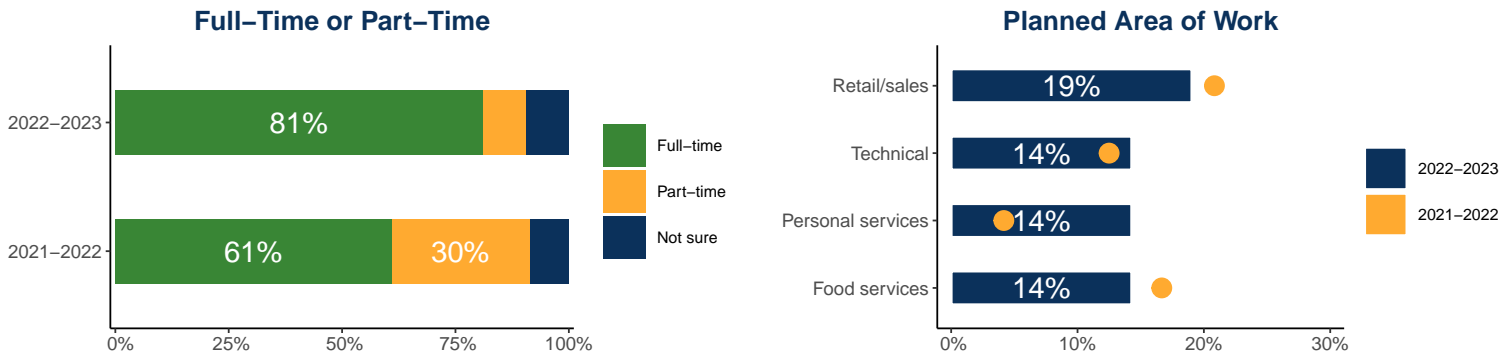 Full−Time or Part−Time
2022−2023
81%
2021−2022
61%
30%
0%
25%
50%
75%
100%
Full−time
Part−time
Not sure
Planned Area of Work
Retail/sales
19%
Technical
14%
Personal services
14%
Food services
14%
0%
10%
20%
30%
2022−2023
2021−2022